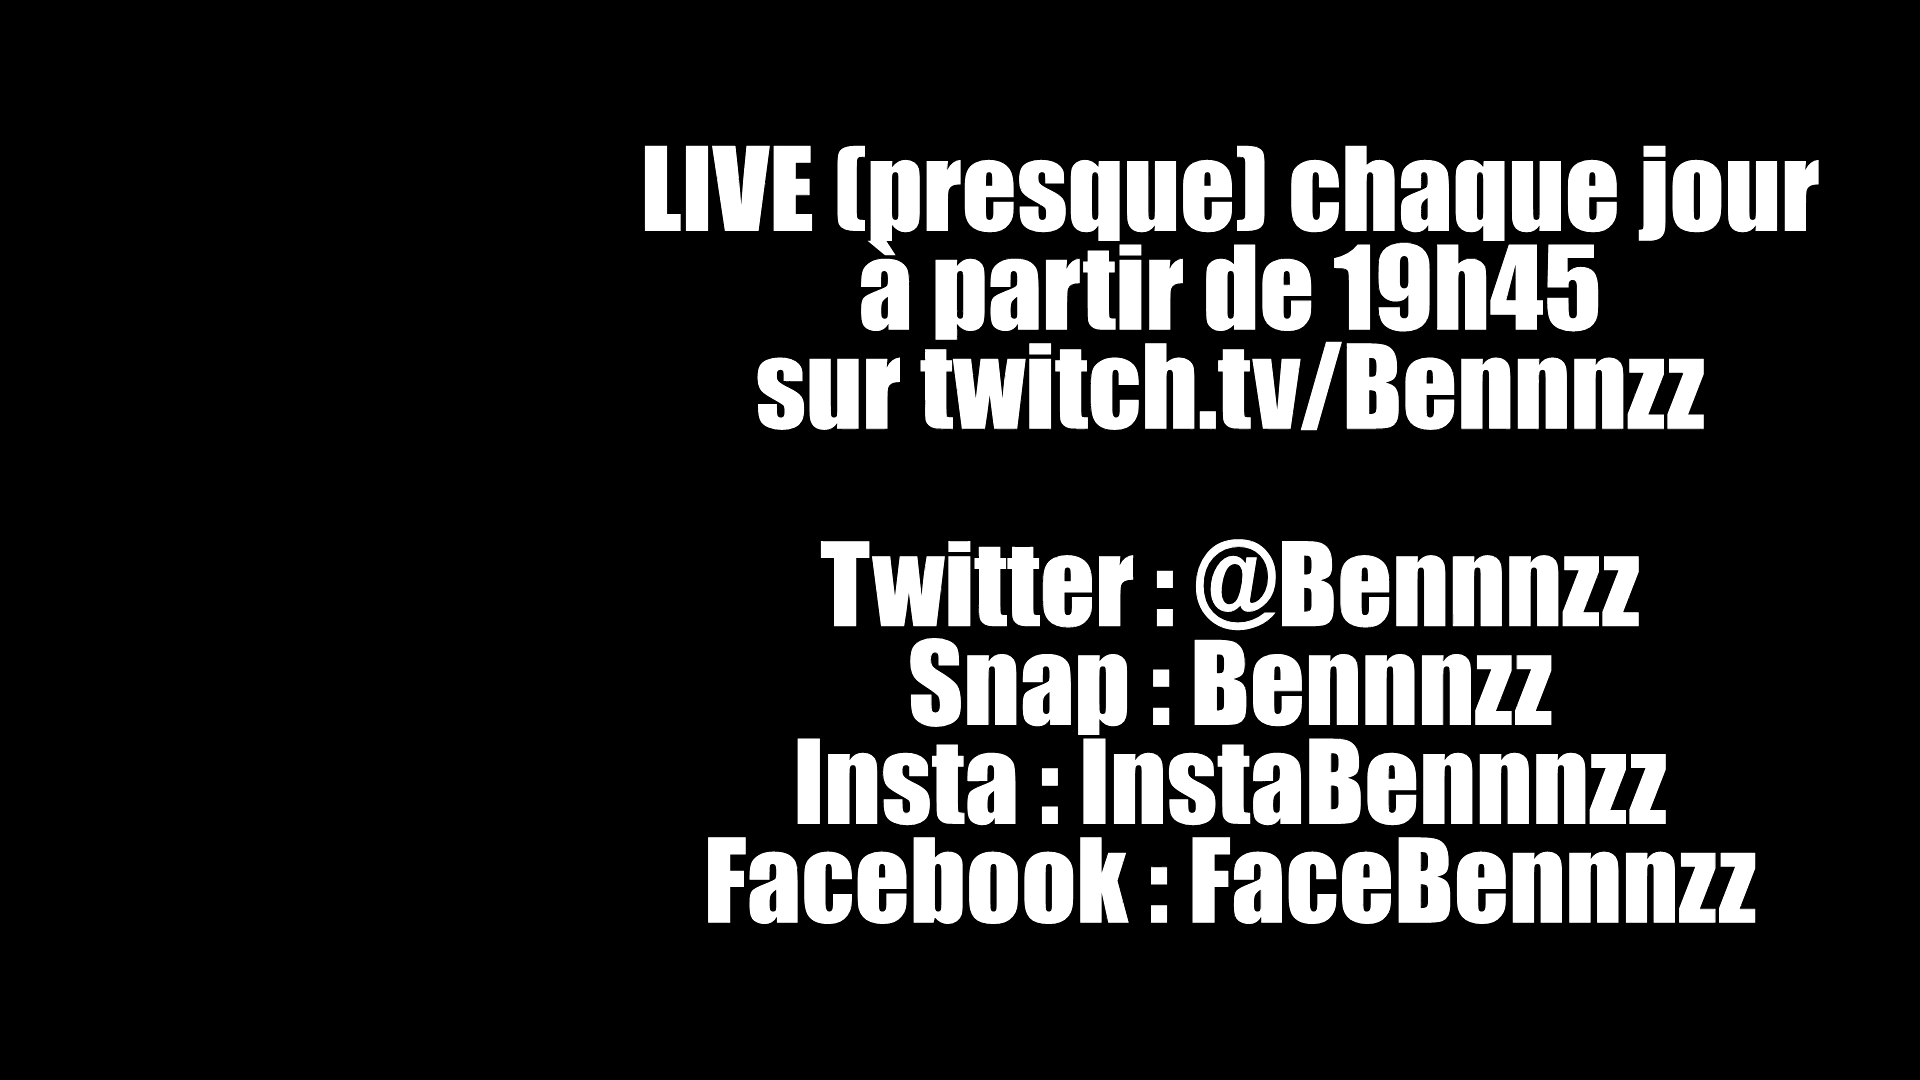 LIVE (presque) chaque jour
à partir de 19h45
sur twitch.tv/Bennnzz
Twitter : @Bennnzz
Snap : Bennnzz
Insta : InstaBennnzz
Facebook : FaceBennnzz